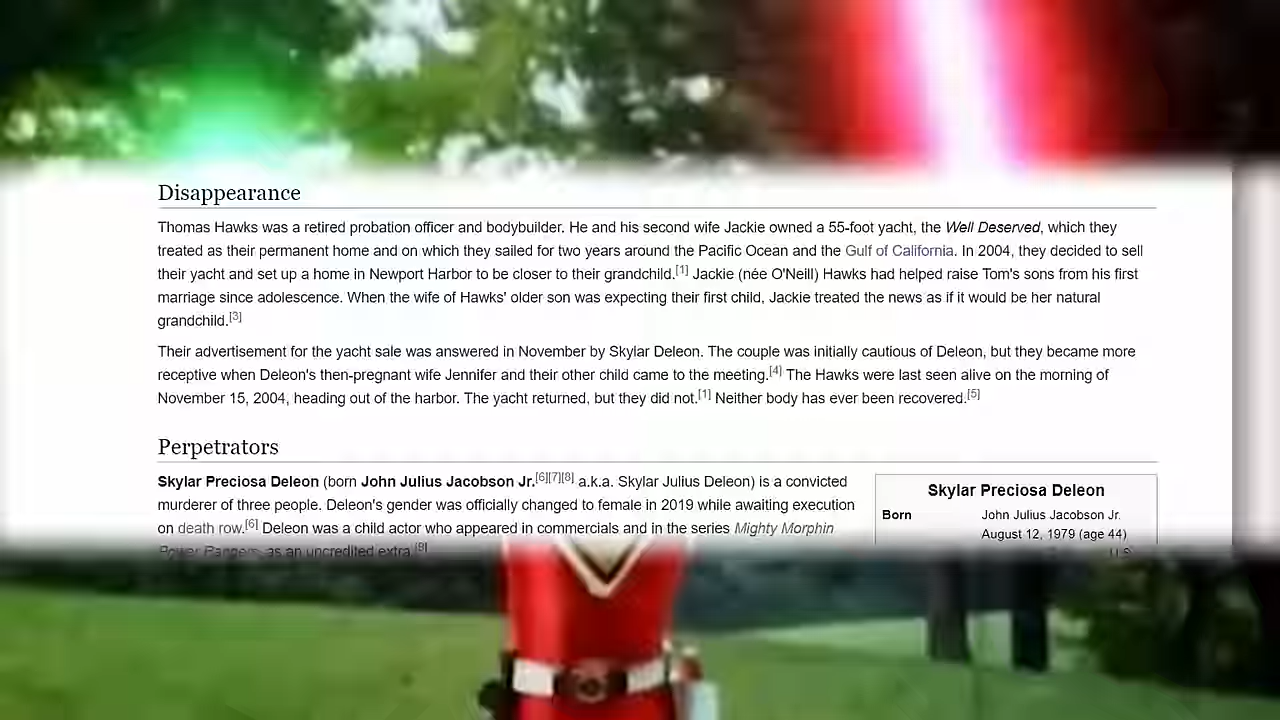 Disappearance
Thomas Hawks was a retired probation officer and bodybuilder. He and his second wife Jackie owned a 55-foot yacht, the Well Deserved, which they
treated as their permanent home and on which they sailed for two years around the Pacific Ocean and the Gulf of California. In 2004, they decided to sell
their yacht and set up a home in Newport Harbor to be closer to their grandchild.[1] Jackie (née O'Neill) Hawks had helped raise Tom's sons from his first
marriage since adolescence. When the wife of Hawks' older son was expecting their first child, Jackie treated the news as if it would be her natural
grandchild.[3]
Their advertisement for the yacht sale was answered in November by Skylar Deleon. The couple was initially cautious of Deleon, but they became more
receptive when Deleon's then-pregnant wife Jennifer and their other child came to the meeting.[4] The Hawks were last seen alive on the morning of
November 15, 2004, heading out of the harbor. The yacht returned, but they did not.[1] Neither body has ever been recovered.[5]
Perpetrators
Skylar Preciosa Deleon (born John Julius Jacobson Jr.[6][7][8] a.k.a. Skylar Julius Deleon) is a convicted
murderer of three people. Deleon's gender was officially changed to female in 2019 while awaiting execution
on death row.[6] Deleon was a child actor who appeared in commercials and in the series Mighty Morphin
Power Rangers, as an uncredited extra.[9]
Skylar Preciosa Deleon
Born John Julius Jacobson Jr.
August 12, 1979 (age 44)
U.S.